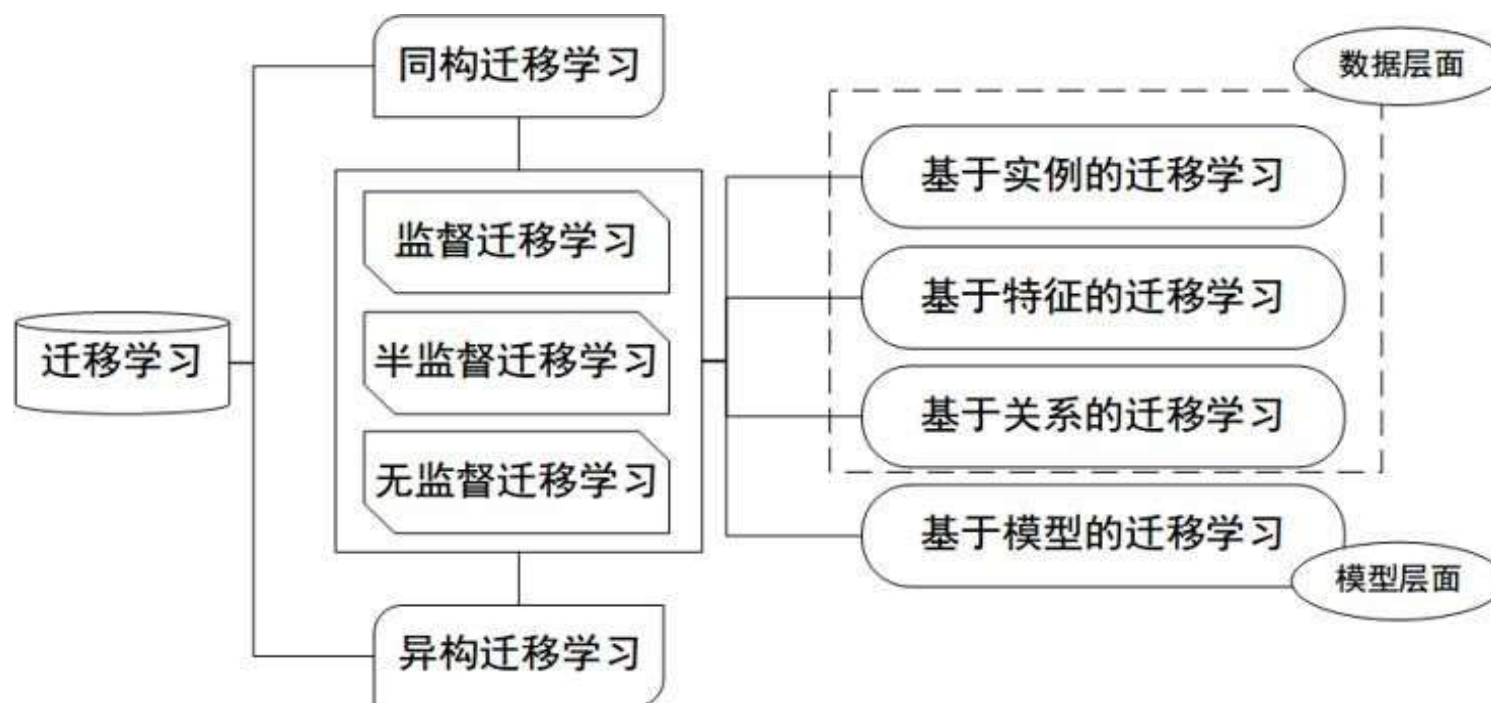 同构迁移学习
数据层面
基于实例的迁移学习
监督迁移学习
基于特征的迁移学习
迁移学习
半监督迁移学习
基于关系的迁移学习
无监督迁移学习
基于模型的迁移学习
模型层面
异构迁移学习